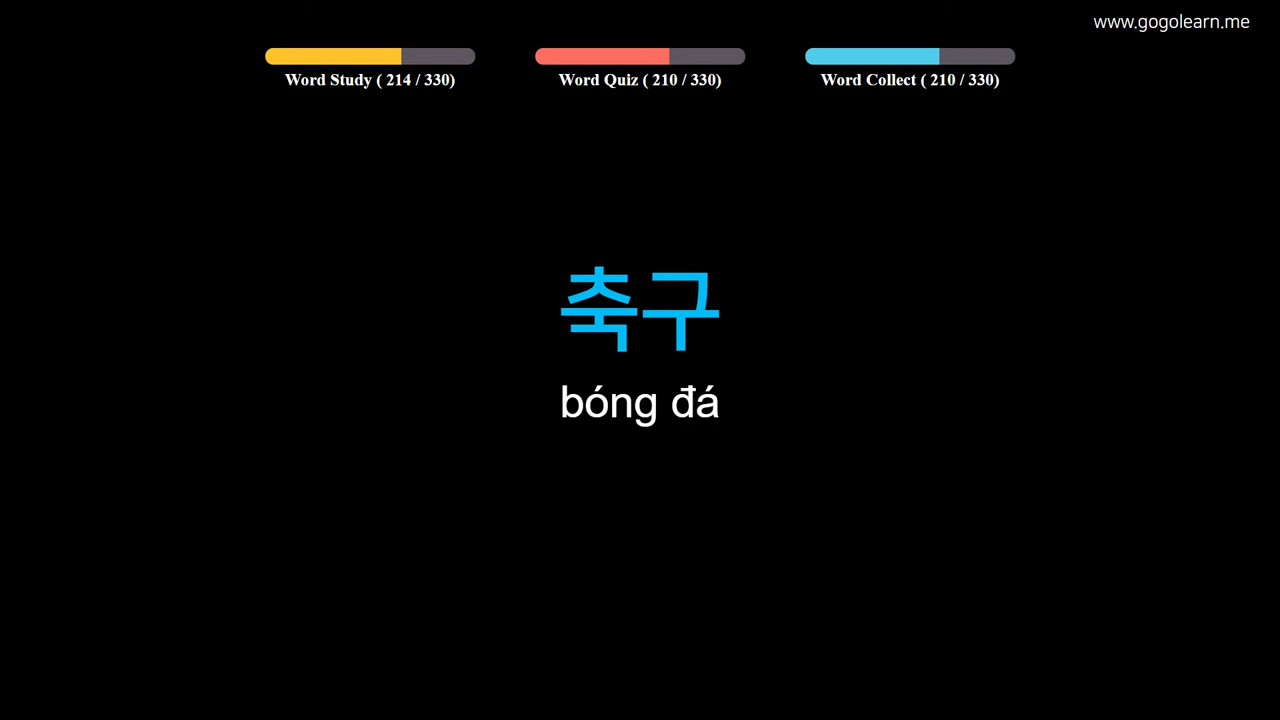 www.gogolearn.me
Word Study ( 214 / 330)
Word Quiz ( 210 / 330)
Word Collect ( 210 / 330)
축구
bóng đá